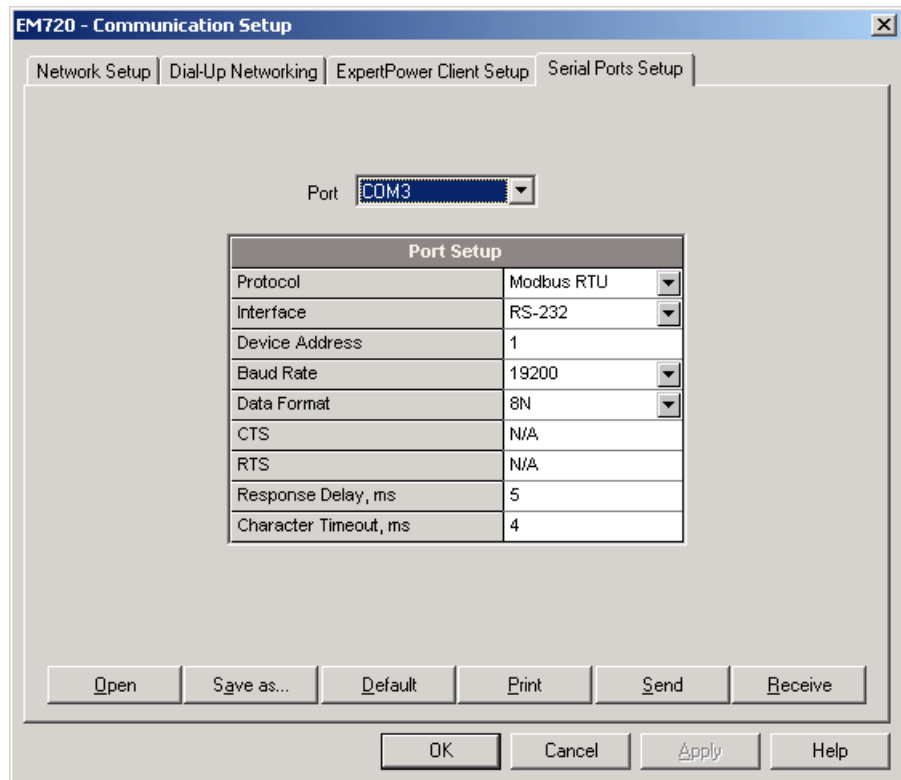 EM720 - Communication Setup
Network Setup Dial-Up Networking ExpertPower Client Setup Serial Ports Setup
Port COM3
Port Setup
Protocol Modbus RTU
Interface RS-232
Device Address 1
Baud Rate 19200
Data Format 8N
CTS N/A
RTS N/A
Response Delay, ms 5
Character Timeout, ms 4
Open Save as... Default Print Send Receive
OK Cancel Apply Help